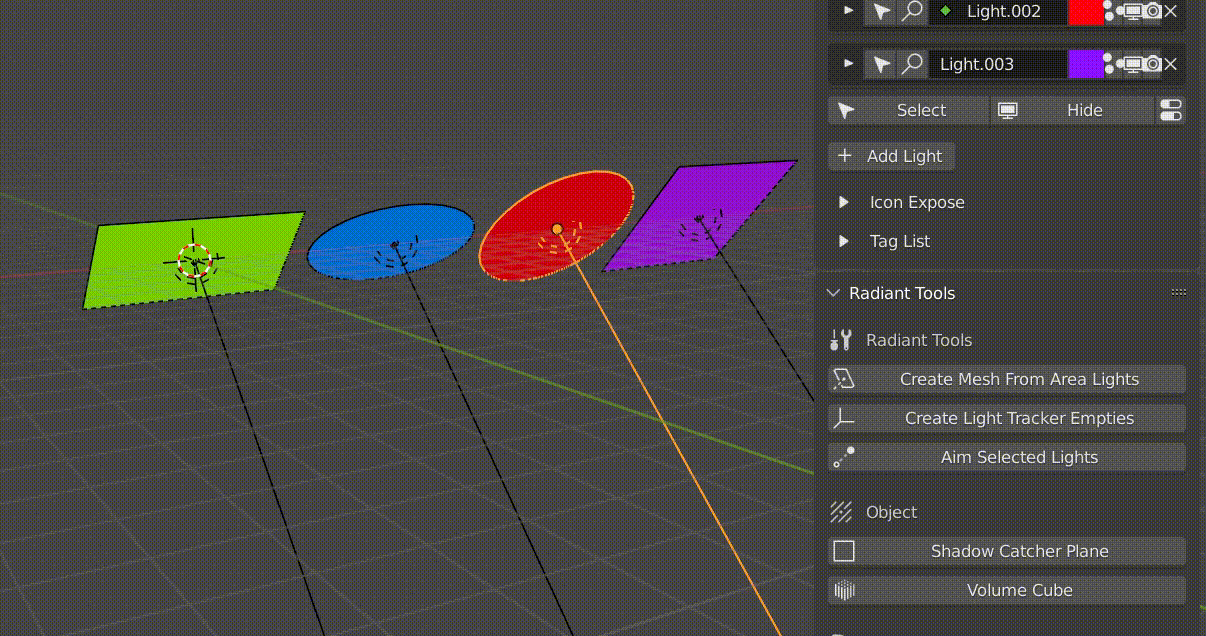 Light.002
Light.003
Select Hide
Add Light
Icon Expose
Tag List
Radiant Tools
Radiant Tools
Create Mesh From Area Lights
Create Light Tracker Empties
Aim Selected Lights
Object
Shadow Catcher Plane
Volume Cube